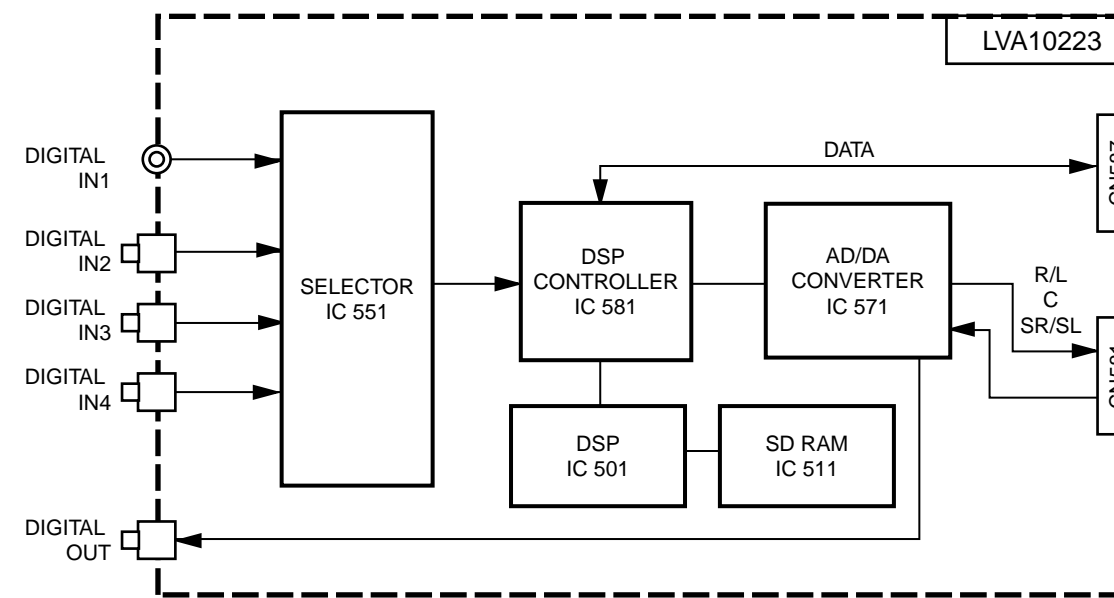 LVA10223
DIGITAL
IN1
DATA
DIGITAL
IN2
DSP
CONTROLLER
IC 581
AD/DA
CONVERTER
IC 571
SELECTOR
IC 551
R/L
C
SR/SL
DIGITAL
IN3
DIGITAL
IN4
DSP
IC 501
SD RAM
IC 511
DIGITAL
OUT